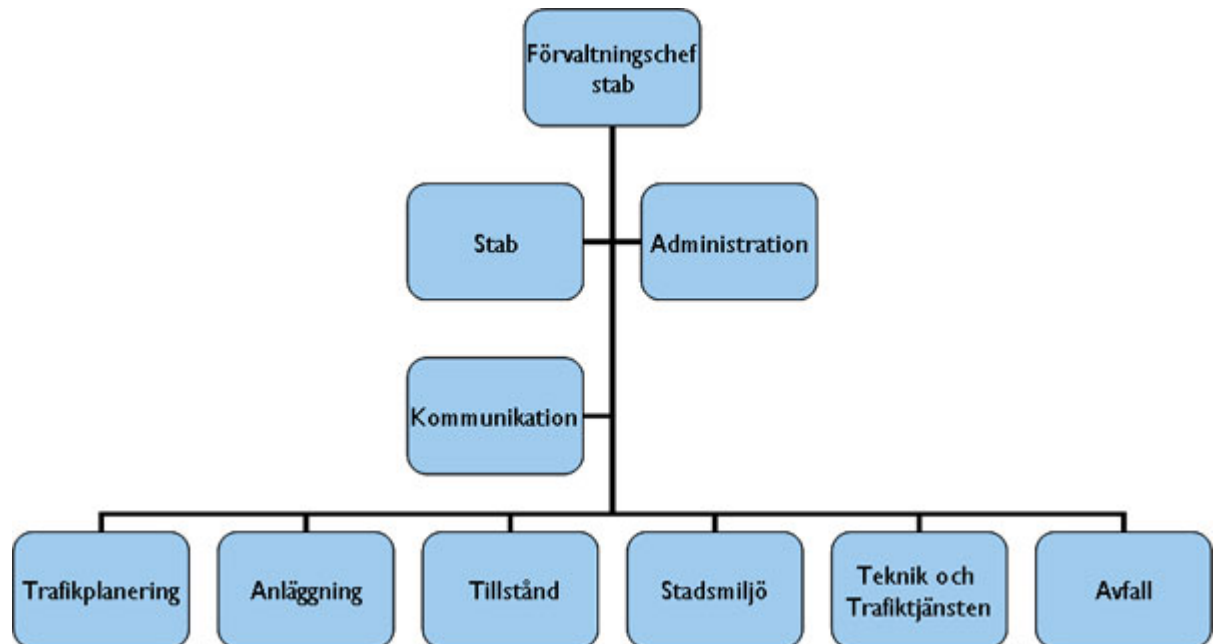 Förvaltningschef
stab
Stab
Administration
Kommunikation
Trafikplanering
Anläggning
Tillstånd
Stadsmiljö
Teknik och
Trafiktjänsten
Avfall